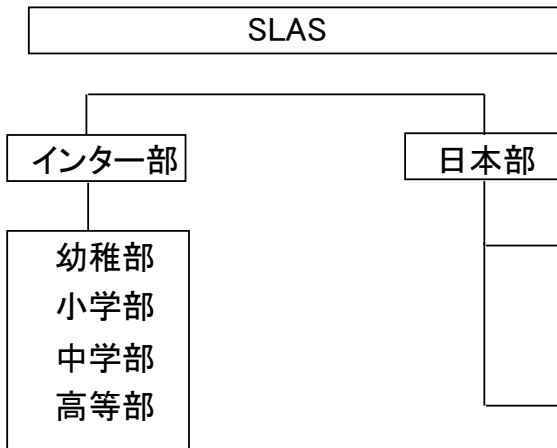 SLAS
インター部
日本部
幼稚部
小学部
中学部
高等部